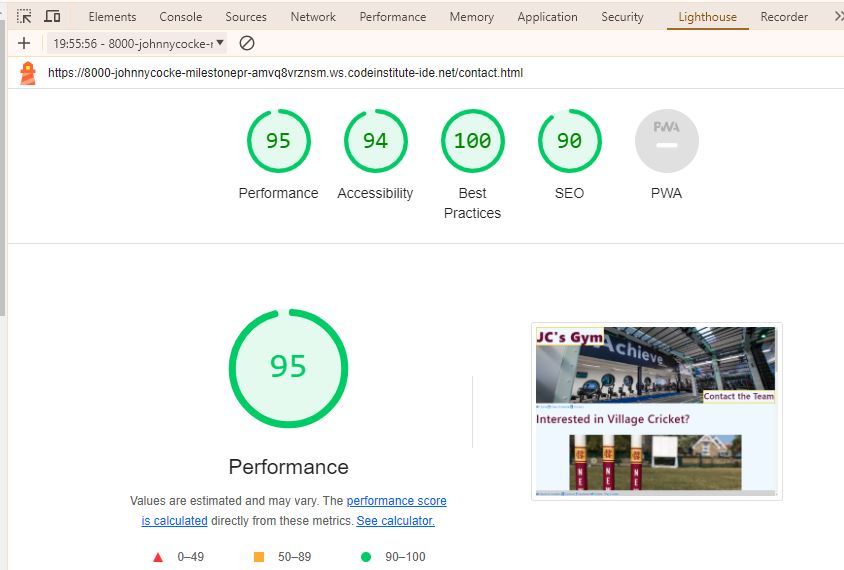 Elements Console Sources Network Performance Memory Application Security Lighthouse Recorder
19:55:56 - 8000-johnnycocke-
https://8000-johnnycocke-milestonepr-amvq8vrznsm.ws.codeinstitute-ide.net/contact.html
95 94 100 90 PWA
Performance Accessibility Best Practices SEO PWA
95
JC's Gym
Achieve
Contact the Team
Interested in Village Cricket?
N N N
E E E
W W W
Performance
Values are estimated and may vary. The performance score
is calculated directly from these metrics. See calculator.
0–49 50–89 90–100